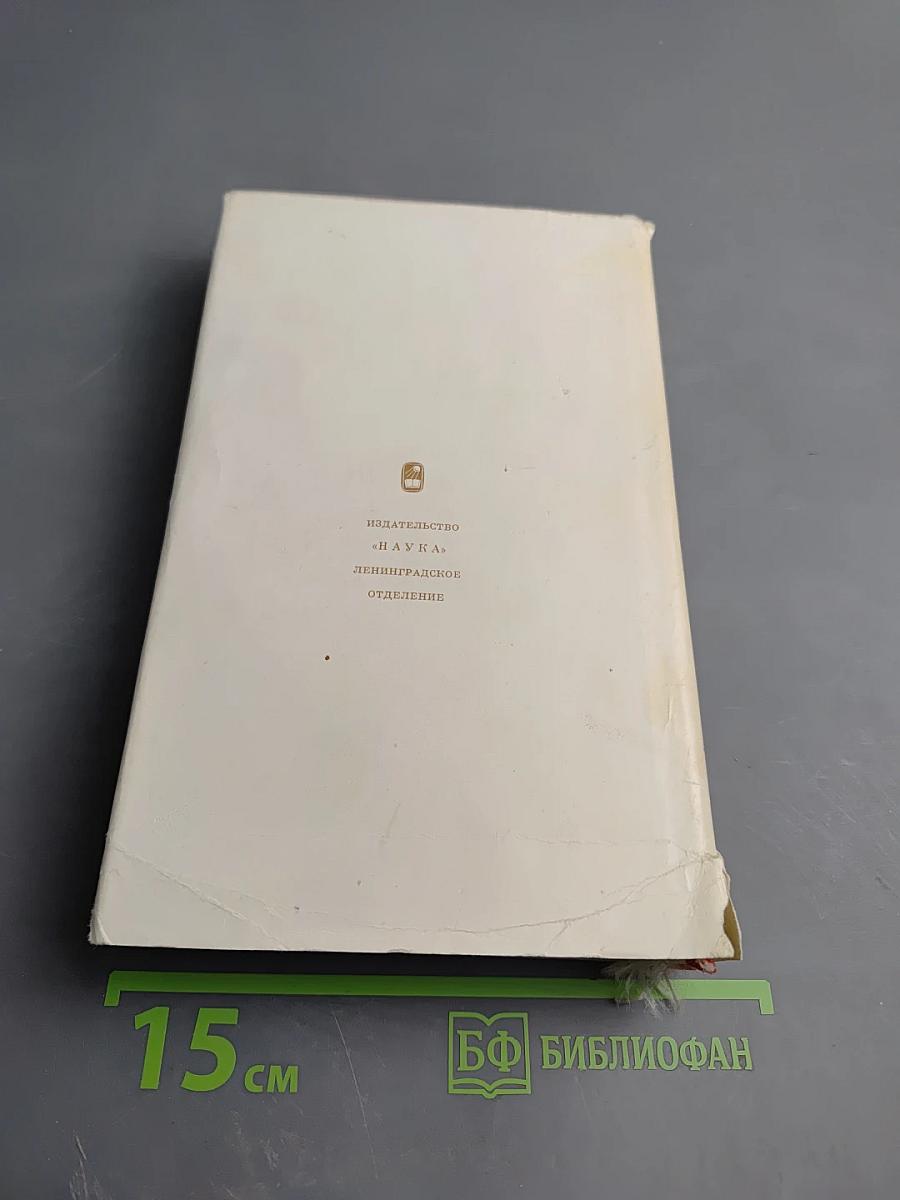 ИЗДАТЕЛЬСТВО
«НАУКА»
ЛЕНИНГРАДСКОЕ
ОТДЕЛЕНИЕ
15 см
БФ БИБЛИОФАН